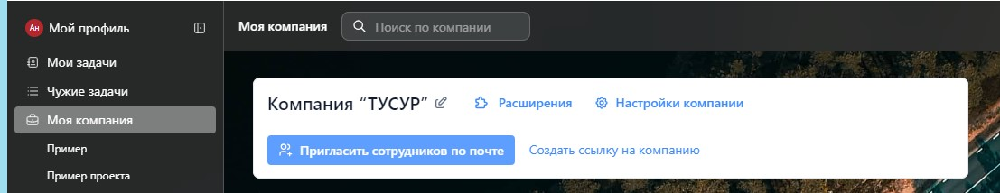 Ан Мой профиль
Мои задачи
Чужие задачи
Моя компания
Пример
Пример проекта
Моя компания Поиск по компании
Компания “ТУСУР” Расширения Настройки компании
Пригласить сотрудников по почте Создать ссылку на компанию